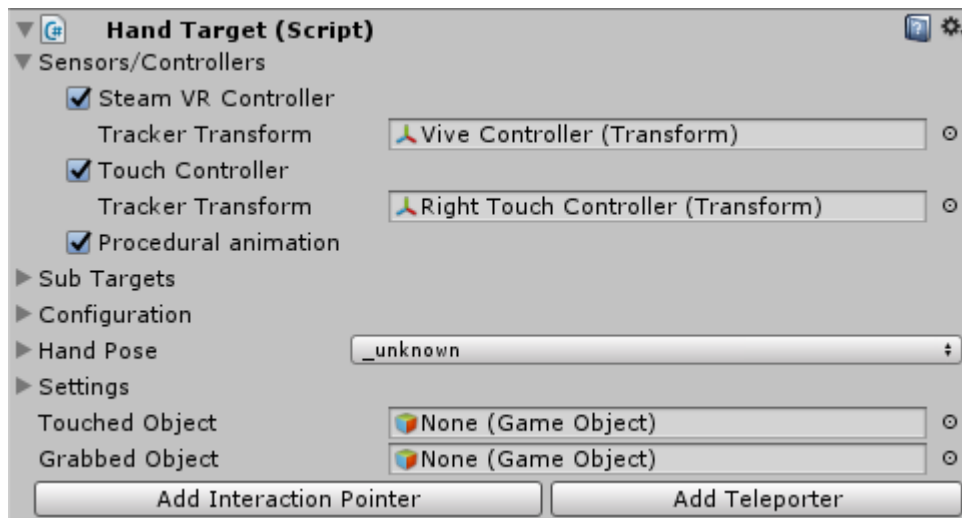 Hand Target (Script)
Sensors/Controllers
Steam VR Controller
Tracker Transform Vive Controller (Transform)
Touch Controller
Tracker Transform Right Touch Controller (Transform)
Procedural animation
Sub Targets
Configuration
Hand Pose _unknown
Settings
Touched Object None (Game Object)
Grabbed Object None (Game Object)
Add Interaction Pointer Add Teleporter